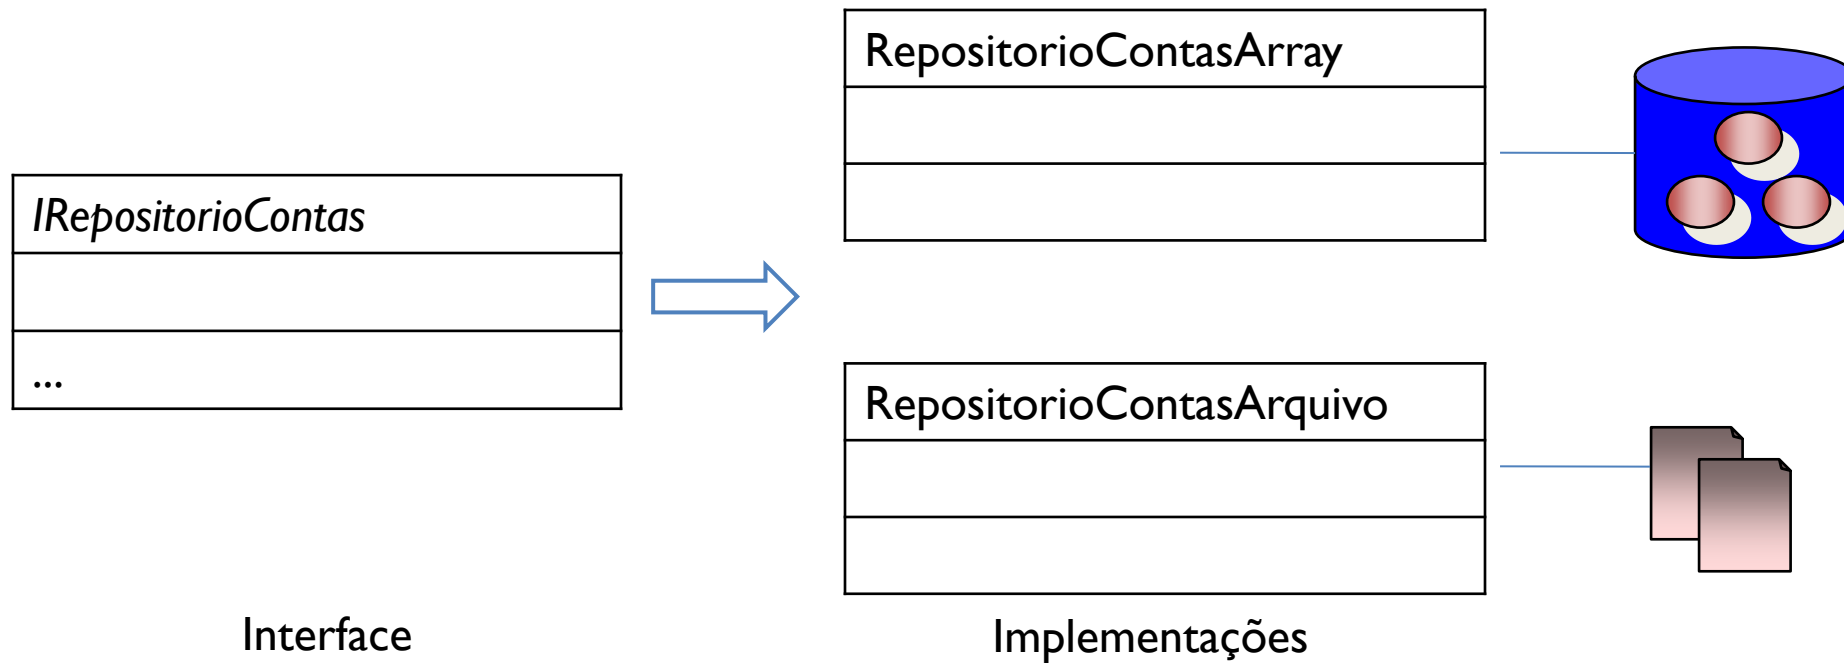 IRepositorioContas
...
Interface
RepositorioContasArray
RepositorioContasArquivo
Implementações